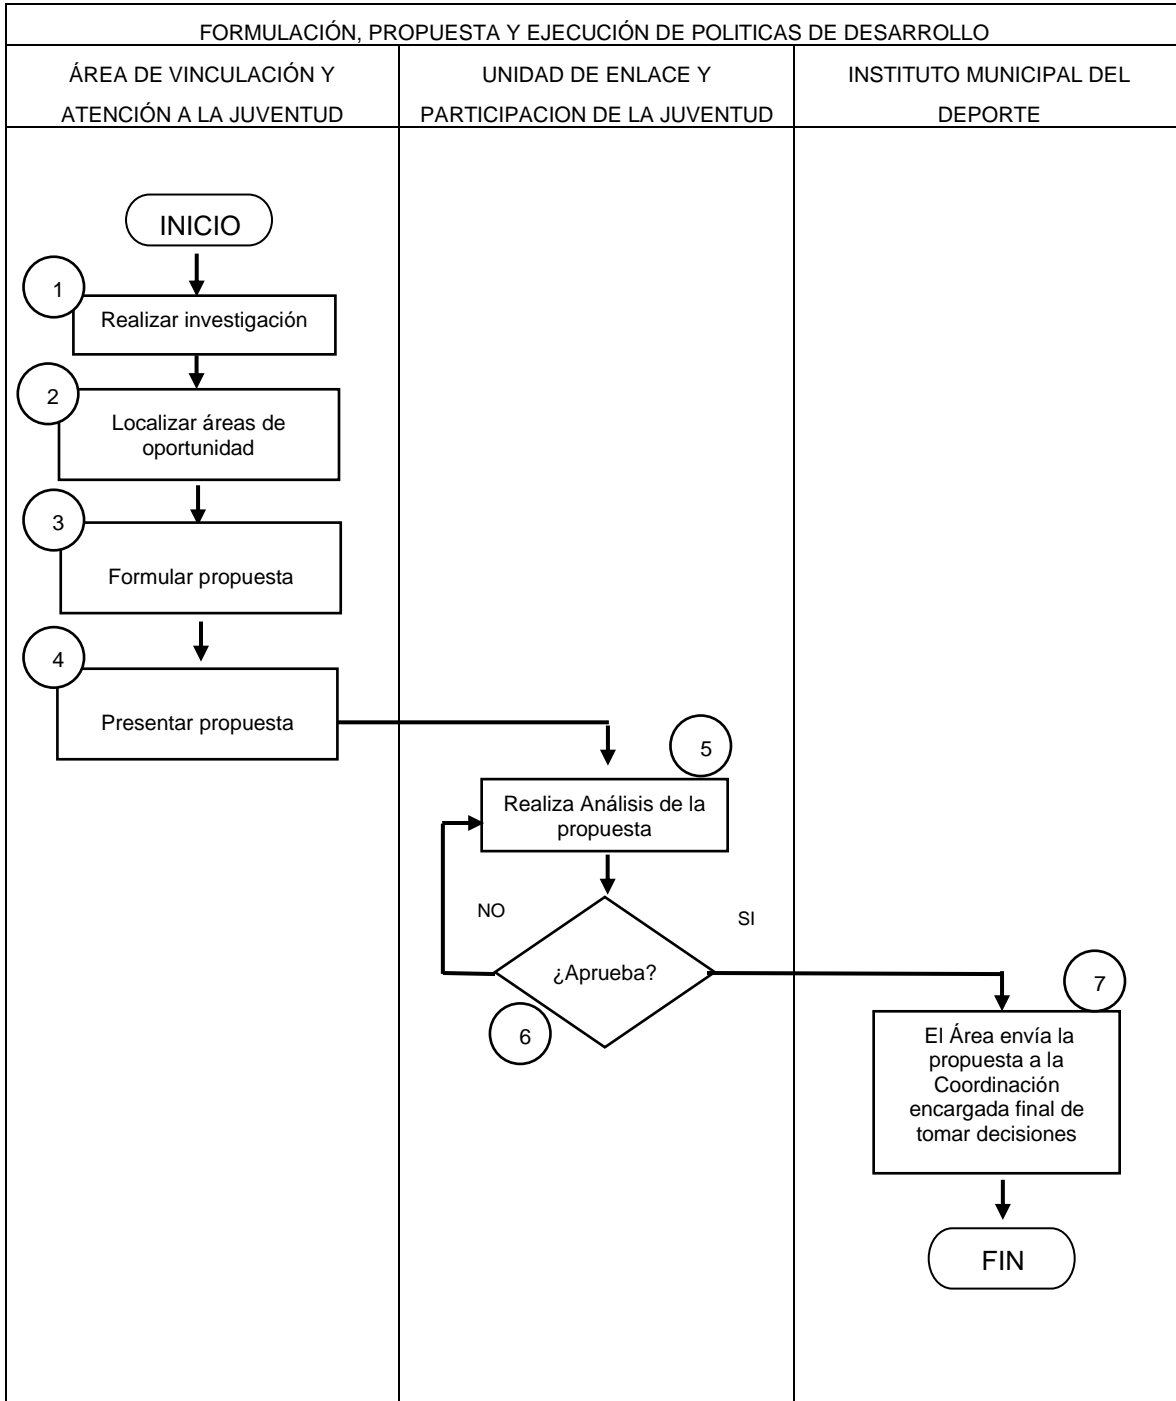 FORMULACIÓN, PROPUESTA Y EJECUCIÓN DE POLITICAS DE DESARROLLO
ÁREA DE VINCULACIÓN Y
ATENCIÓN A LA JUVENTUD
UNIDAD DE ENLACE Y
PARTICIPACION DE LA JUVENTUD
INSTITUTO MUNICIPAL DEL
DEPORTE
INICIO
1
Realizar investigación
2
Localizar áreas de
oportunidad
3
Formular propuesta
4
Presentar propuesta
5
Realiza Análisis de la
propuesta
NO
SI
¿Aprueba?
6
7
El Área envía la
propuesta a la
Coordinación
encargada final de
tomar decisiones
FIN